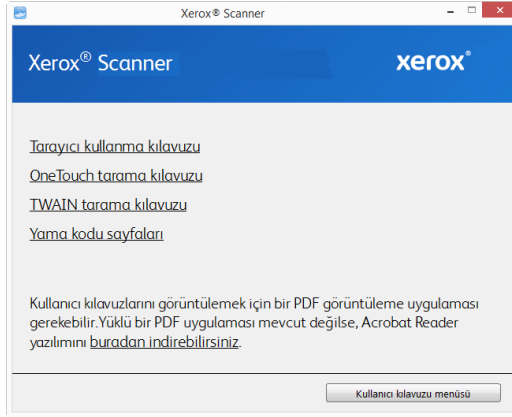 Xerox® Scanner
Xerox® Scanner
xerox®
Tarayıcı kullanma kılavuzu
OneTouch tarama kılavuzu
TWAIN tarama kılavuzu
Yama kodu sayfaları
Kullanıcı kılavuzlarını görüntülemek için bir PDF görüntüleme uygulaması
gerekebilir.Yüklü bir PDF uygulaması mevcut değilse, Acrobat Reader
yazılımını buradan indirebilirsiniz.
Kullanıcı kılavuzu menüsü